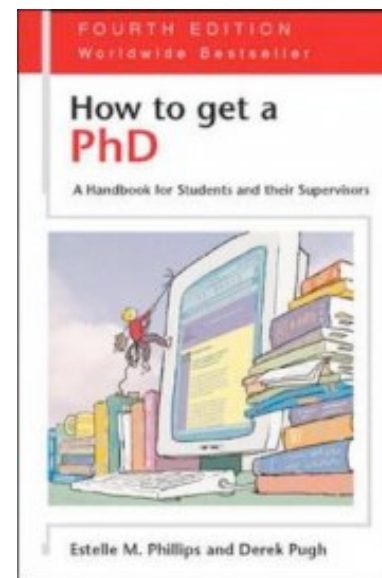 FOURTH EDITION
Worldwide Bestseller
How to get a
PhD
A Handbook for Students and their Supervisors
Estelle M. Phillips and Derek Pugh